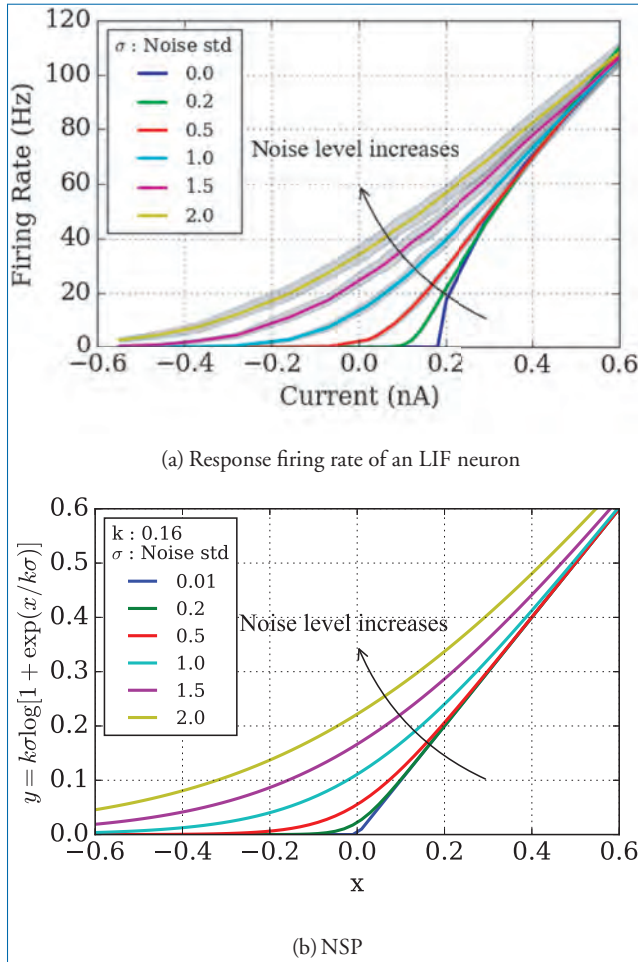 120
100
80
60
40
20
0
Firing Rate (Hz)
σ : Noise std
0.0
0.2
0.5
1.0
1.5
2.0
Noise level increases
−0.6 −0.4 −0.2 0.0 0.2 0.4 0.6
Current (nA)
(a) Response firing rate of an LIF neuron
0.6
0.5
0.4
0.3
0.2
0.1
0.0
y = kσlog[1 + exp(x/kσ)]
k : 0.16
σ : Noise std
0.01
0.2
0.5
1.0
1.5
2.0
Noise level increases
−0.6 −0.4 −0.2 0.0 0.2 0.4 0.6
x
(b) NSP